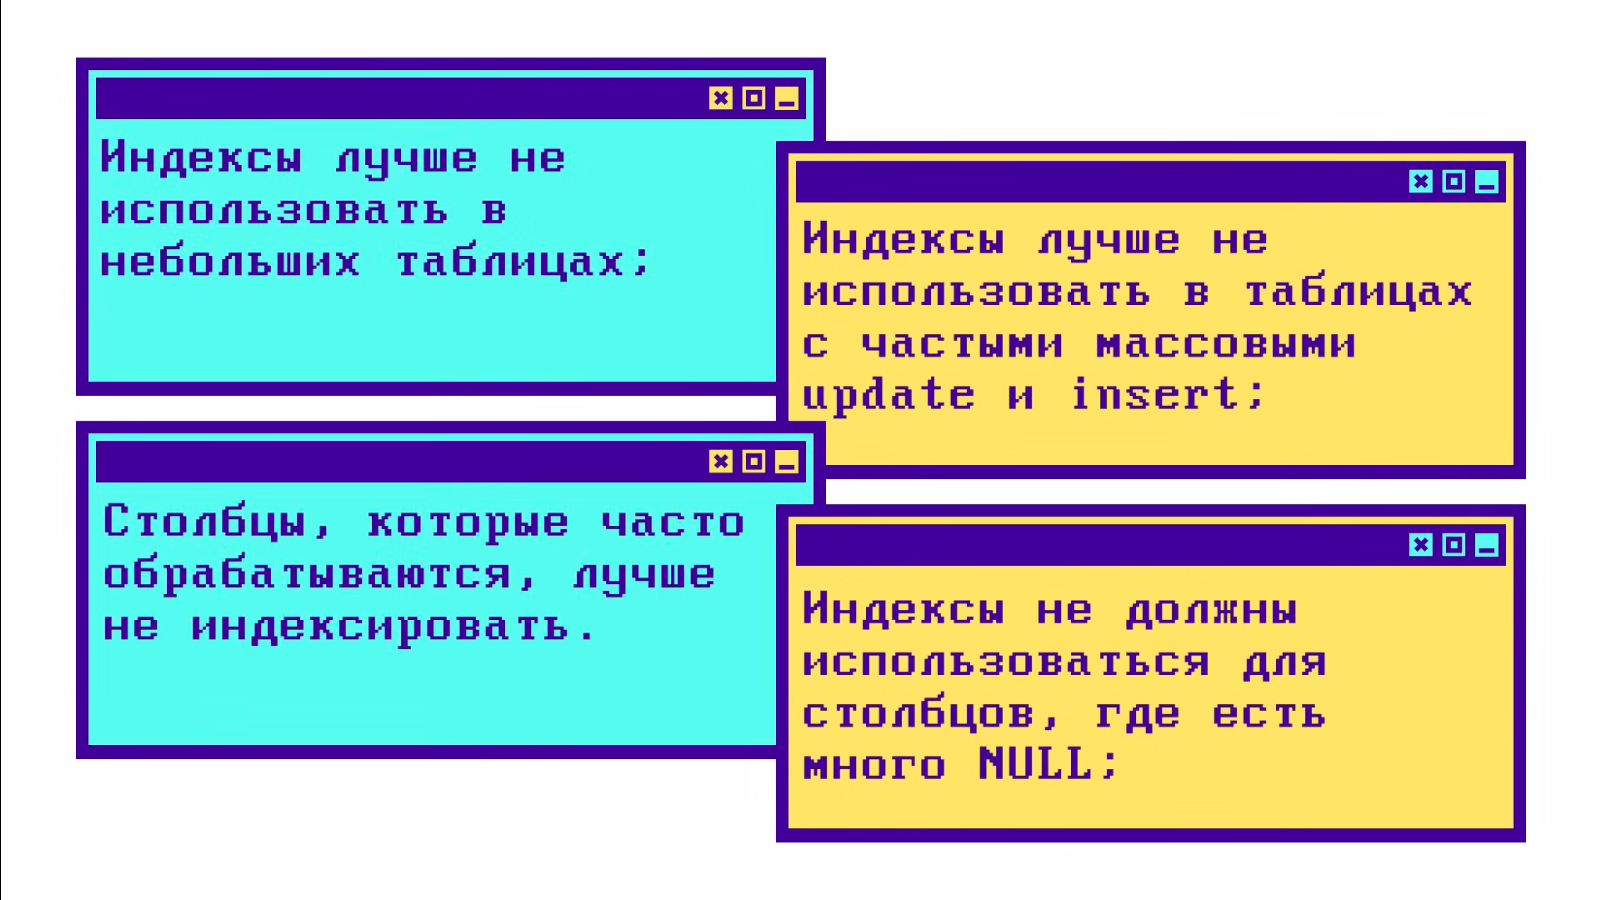 Индексы лучше не
использовать в
небольших таблицах;
Индексы лучше не
использовать в таблицах
с частыми массовыми
update и insert;
Столбцы, которые часто
обрабатываются, лучше
не индексировать.
Индексы не должны
использоваться для
столбцов, где есть
много NULL;